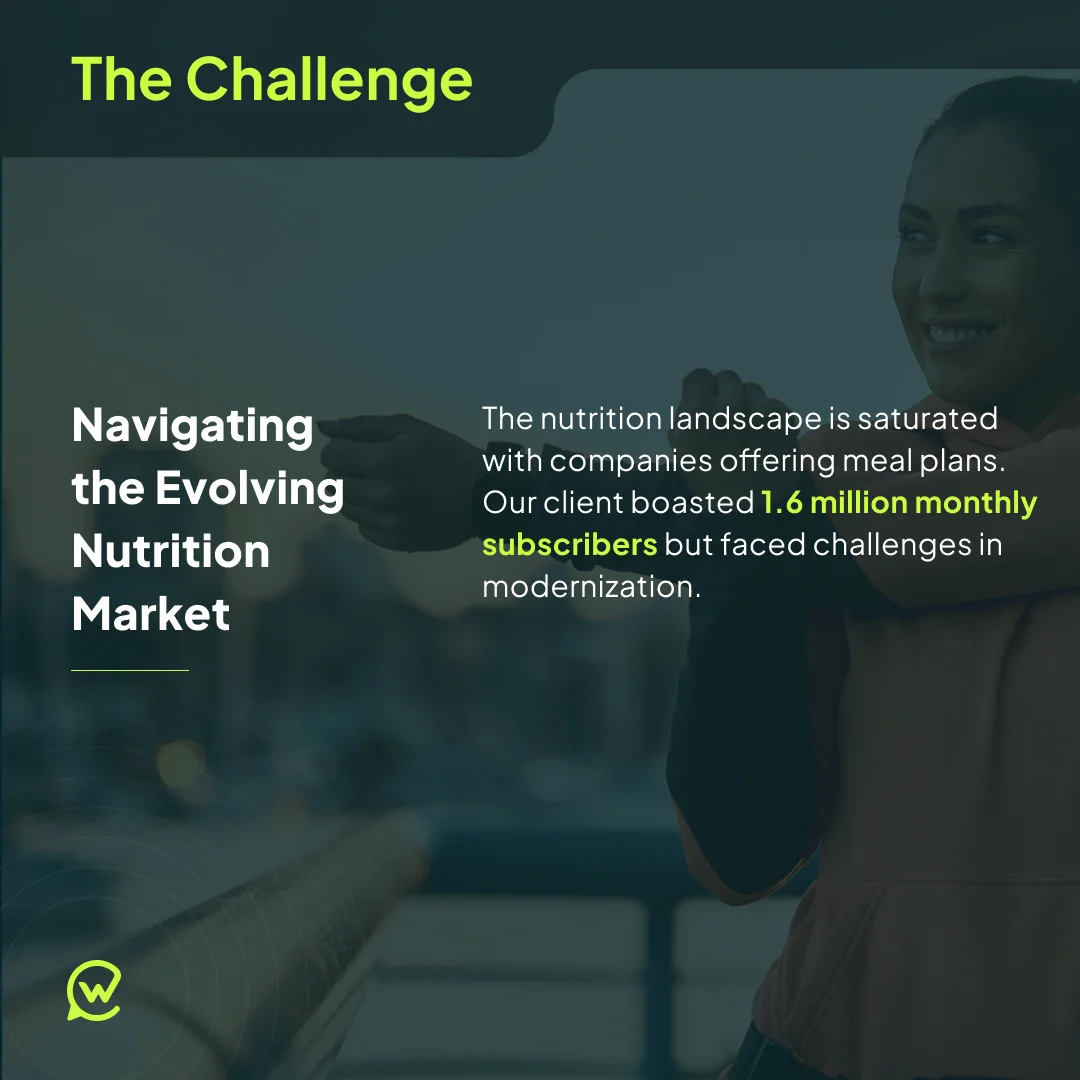 The Challenge
Navigating
the Evolving
Nutrition
Market
The nutrition landscape is saturated
with companies offering meal plans.
Our client boasted 1.6 million monthly
subscribers but faced challenges in
modernization.
W